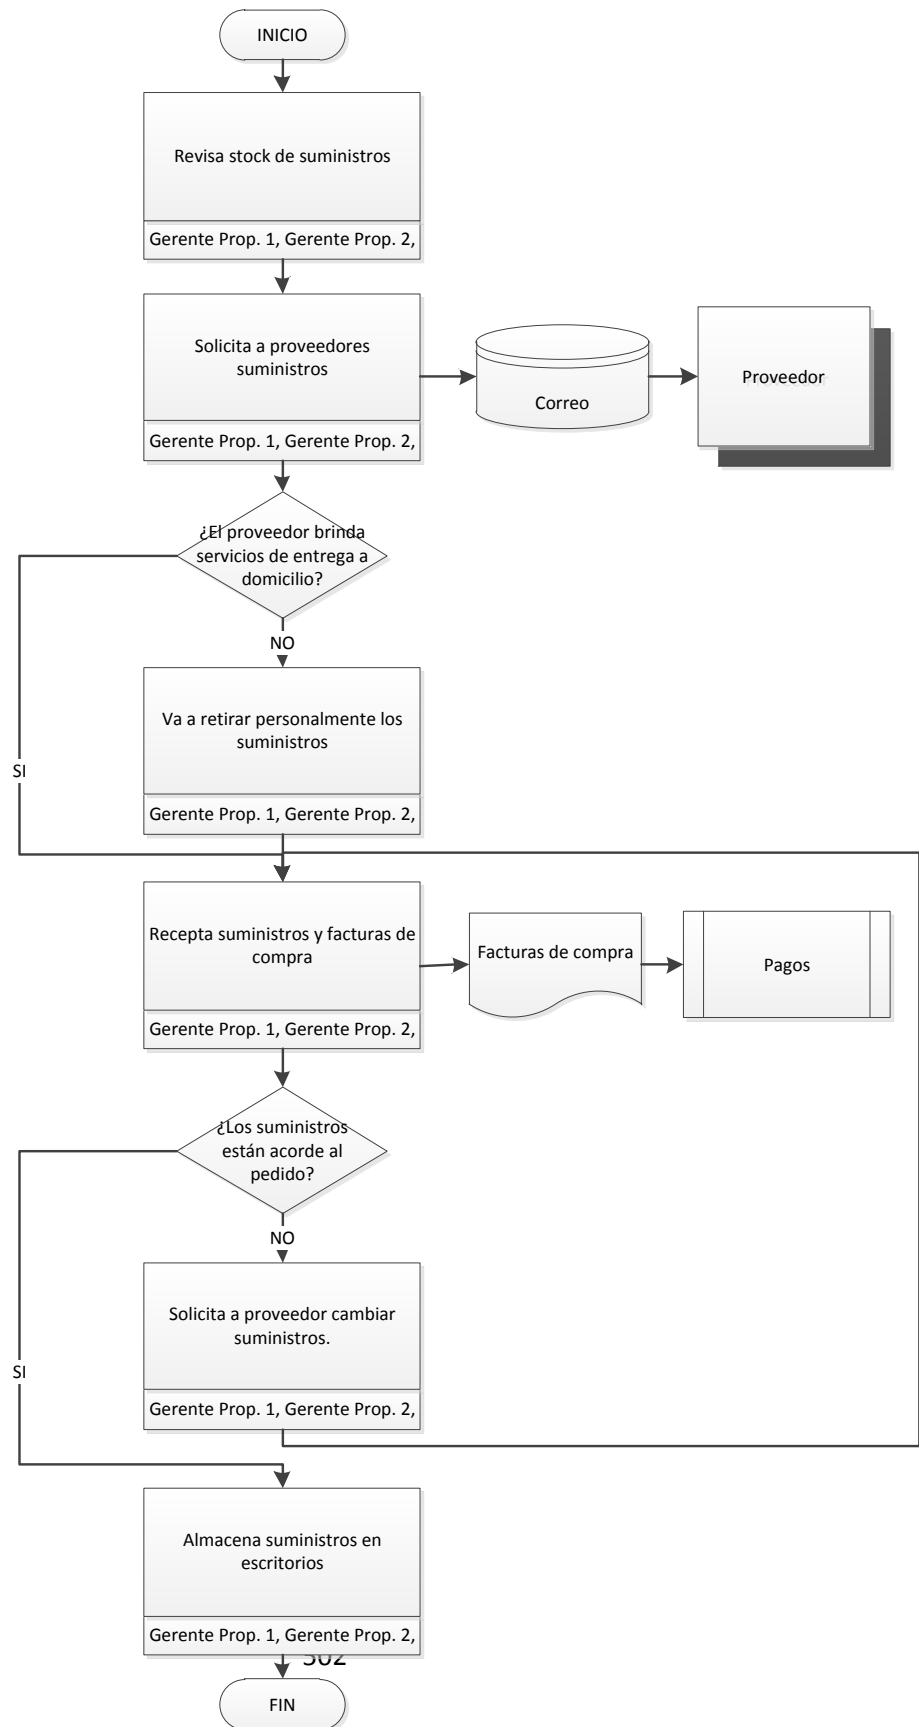 INICIO
Revisa stock de suministros
Gerente Prop. 1, Gerente Prop. 2,
Solicita a proveedores
suministros
Gerente Prop. 1, Gerente Prop. 2,
Correo
Proveedor
¿El proveedor brinda
servicios de entrega a
domicilio?
NO
Va a retirar personalmente los
suministros
SI
Gerente Prop. 1, Gerente Prop. 2,
Recepta suministros y facturas de
compra
Gerente Prop. 1, Gerente Prop. 2,
Facturas de compra
Pagos
¿Los suministros
están acorde al
pedido?
NO
Solicita a proveedor cambiar
suministros.
SI
Gerente Prop. 1, Gerente Prop. 2,
Almacena suministros en
escritorios
Gerente Prop. 1, Gerente Prop. 2,
302
FIN